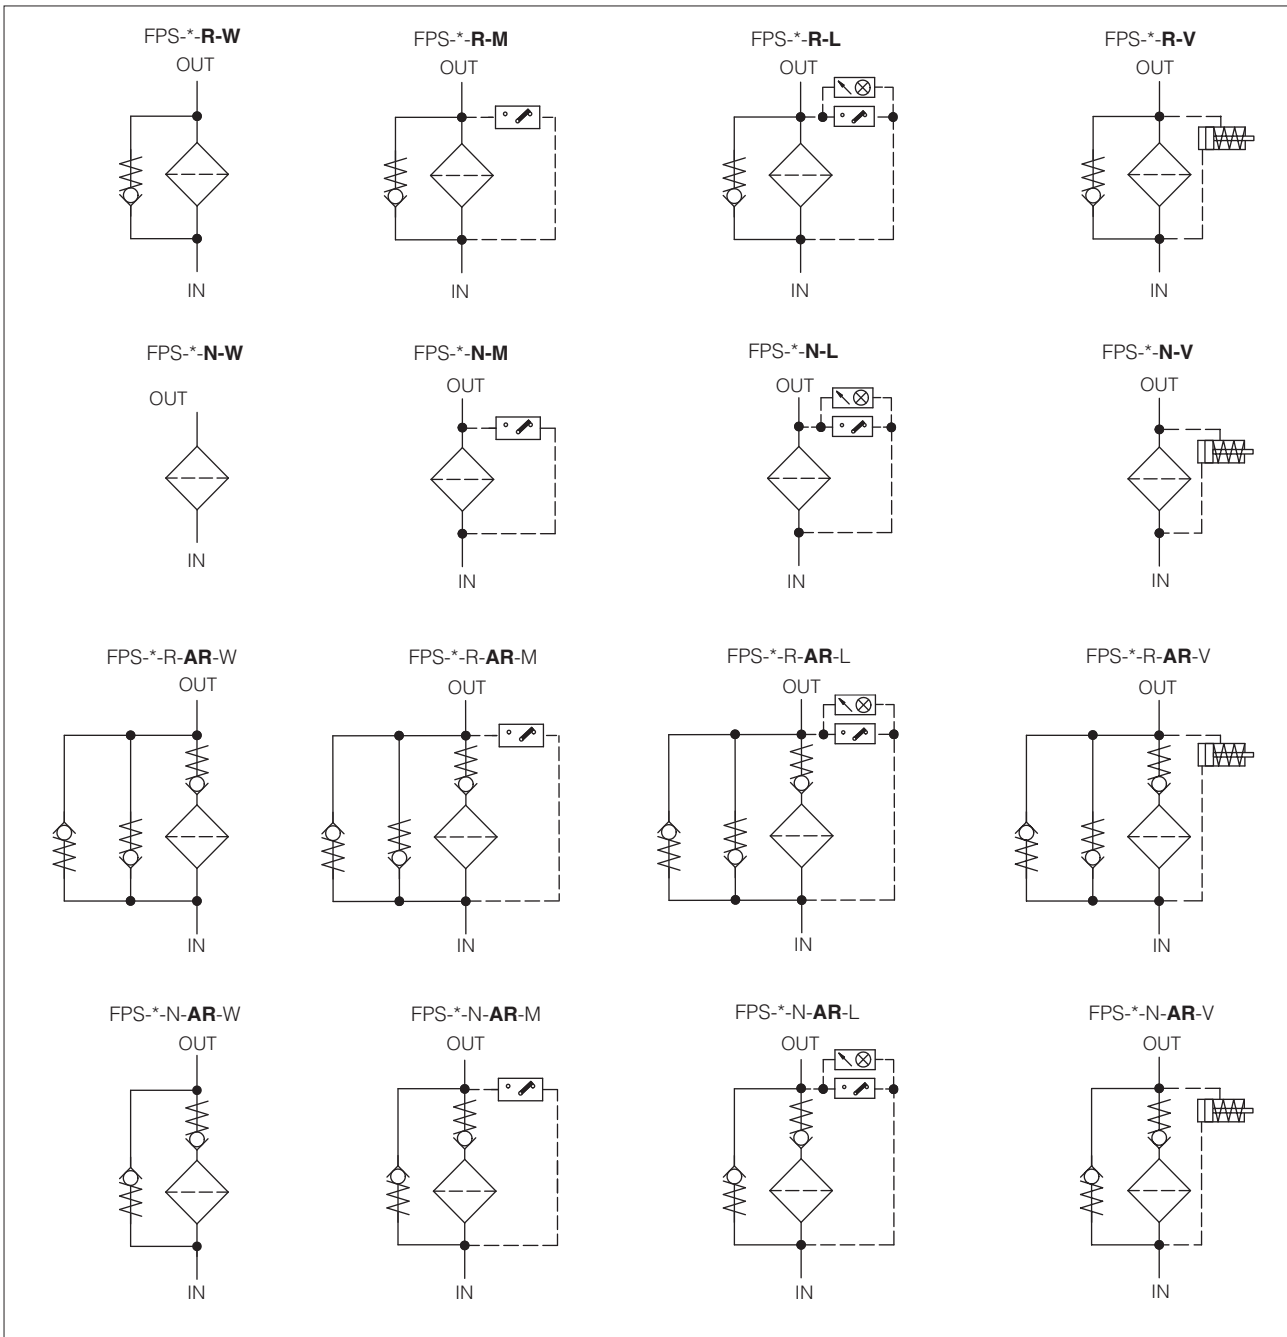 FPS-*-R-W
OUT
IN
FPS-*-R-M
OUT
IN
FPS-*-R-L
OUT
IN
FPS-*-R-V
OUT
IN
FPS-*-N-W
OUT
IN
FPS-*-N-M
OUT
IN
FPS-*-N-L
OUT
IN
FPS-*-N-V
OUT
IN
FPS-*-R-AR-W
OUT
IN
FPS-*-R-AR-M
OUT
IN
FPS-*-R-AR-L
OUT
IN
FPS-*-R-AR-V
OUT
IN
FPS-*-N-AR-W
OUT
IN
FPS-*-N-AR-M
OUT
IN
FPS-*-N-AR-L
OUT
IN
FPS-*-N-AR-V
OUT
IN